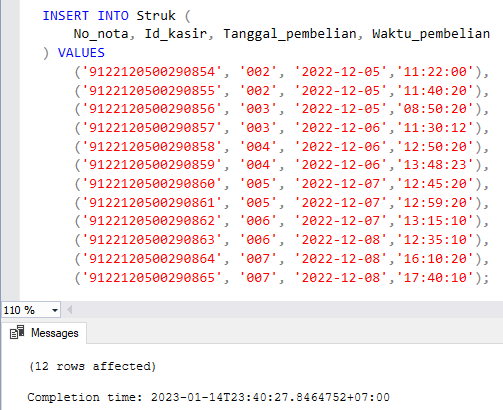 INSERT INTO Struk (
No_nota, Id_kasir, Tanggal_pembelian, Waktu_pembelian
) VALUES
('9122120500290854', '002', '2022-12-05','11:22:00'),
('9122120500290855', '002', '2022-12-05','11:40:20'),
('9122120500290856', '003', '2022-12-05','08:50:20'),
('9122120500290857', '003', '2022-12-06','11:30:12'),
('9122120500290858', '004', '2022-12-06','12:50:20'),
('9122120500290859', '004', '2022-12-06','13:48:23'),
('9122120500290860', '005', '2022-12-07','12:45:20'),
('9122120500290861', '005', '2022-12-07','12:59:20'),
('9122120500290862', '006', '2022-12-07','13:15:10'),
('9122120500290863', '006', '2022-12-08','12:35:10'),
('9122120500290864', '007', '2022-12-08','16:10:20'),
('9122120500290865', '007', '2022-12-08','17:40:10');
110 %
Messages
(12 rows affected)
Completion time: 2023-01-14T23:40:27.8464752+07:00